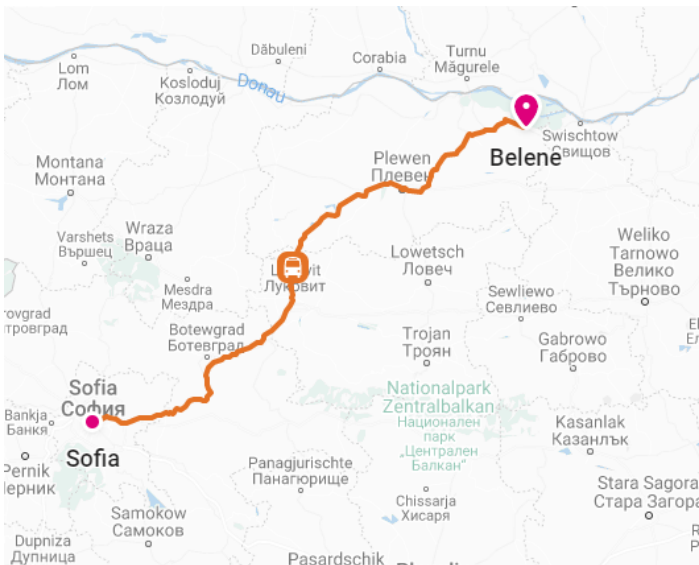 Dăbuleni
Turnu
Măgurele
Corabia
Lom
Лом
Kosloduj
Козлодуй
Donau
Swischtow
Свищов
Belene
Plewen
Плевен
Montana
Монтана
Varshets
Вършец
Wraza
Враца
Mesdra
Мездра
Луковит
Lowetsch
Ловеч
Weliko
Tarnowo
Велико
Търново
Sewliewo
Севлиево
Botewgrad
Ботевград
Trojan
Троян
Gabrowo
Габрово
Sofia
София
Bankja
Банкя
Sofia
Pernik
Nationalpark
Zentralbalkan
Национален
парк
„Централен
Балкан“
Kasanlak
Казанлък
Panagjurischte
Панагюрище
Chissarja
Хисаря
Stara Sagora
Стара Загора
Samokow
Самоков
Dupniza
Дупница
Pasardschik